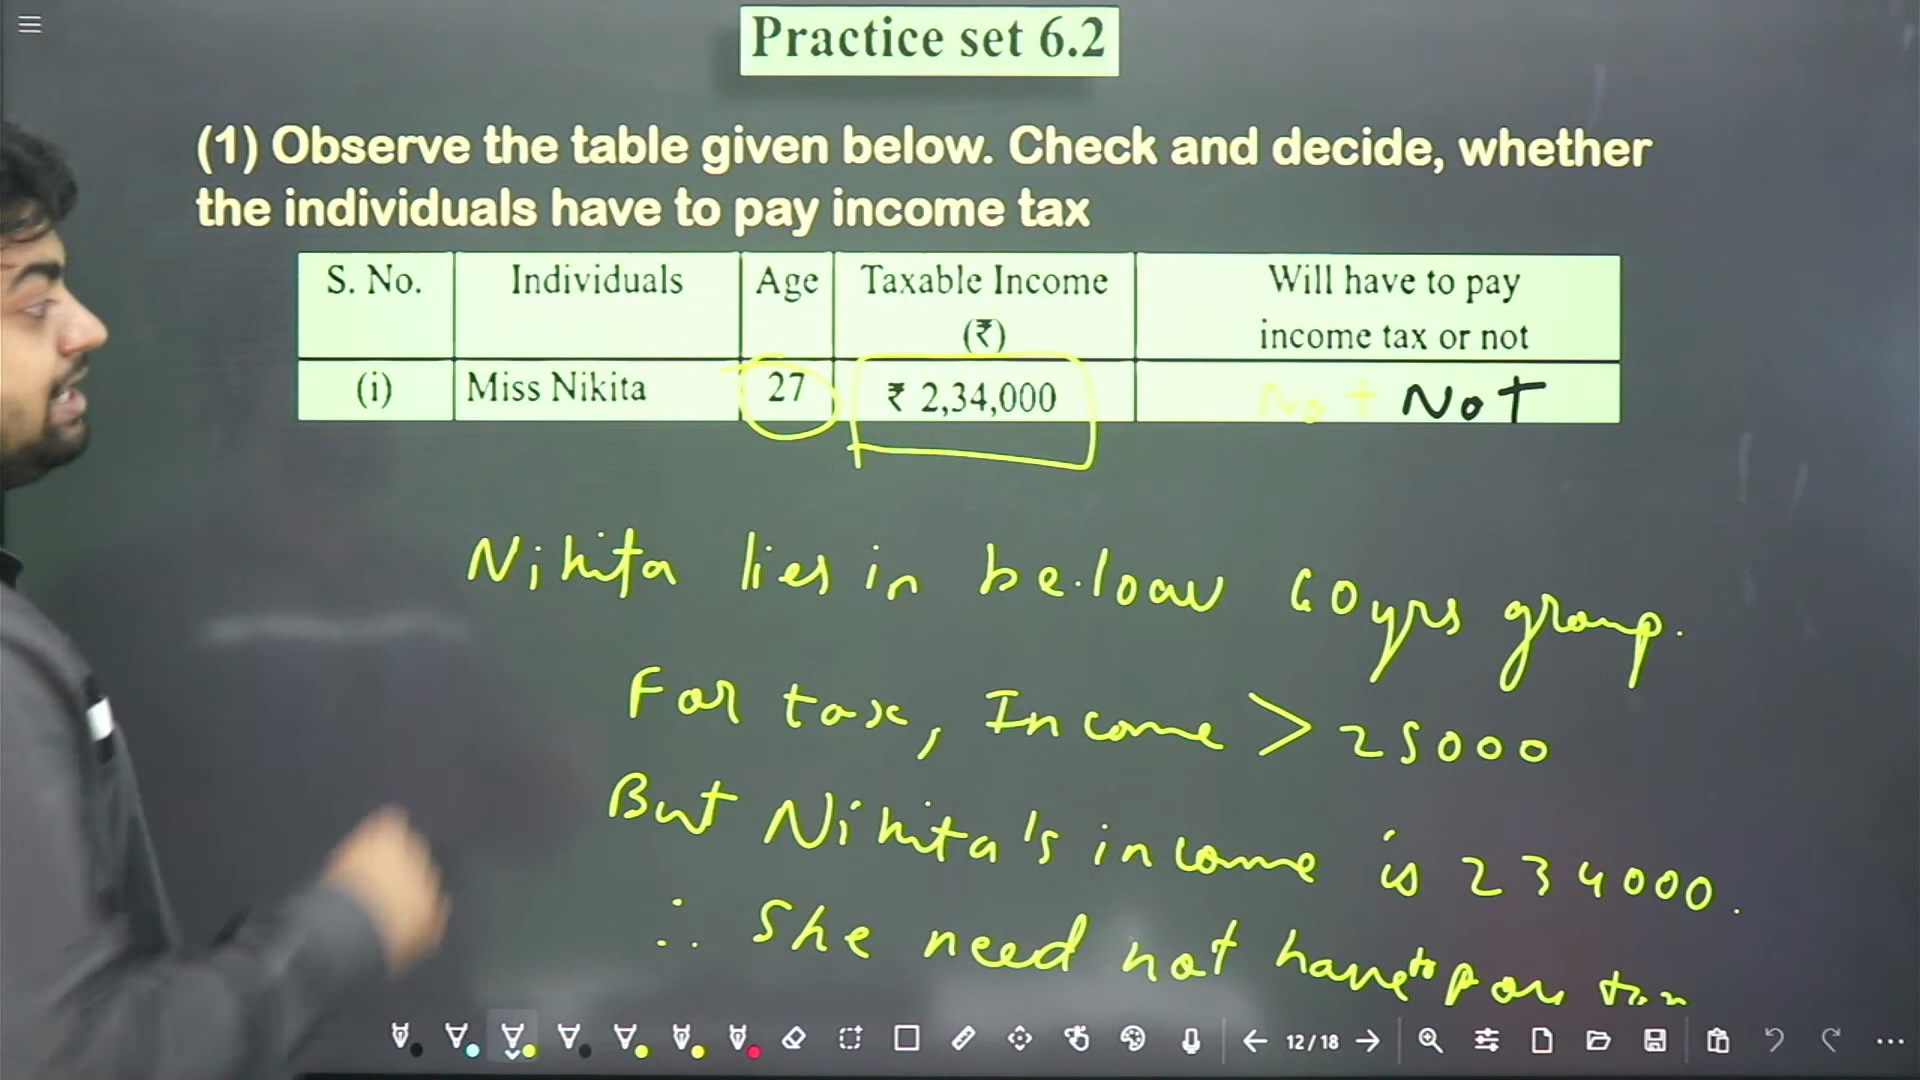 Practice set 6.2
(1) Observe the table given below. Check and decide, whether
the individuals have to pay income tax
S. No. Individuals Age Taxable Income (₹) Will have to pay income tax or not
(i) Miss Nikita 27 ₹ 2,34,000 Not NoT
Nikita lies in below 60yrs group.
For tax, Income > 25000
But Nikita's income is 234000.
∴ She need not have to pay tax
12/18